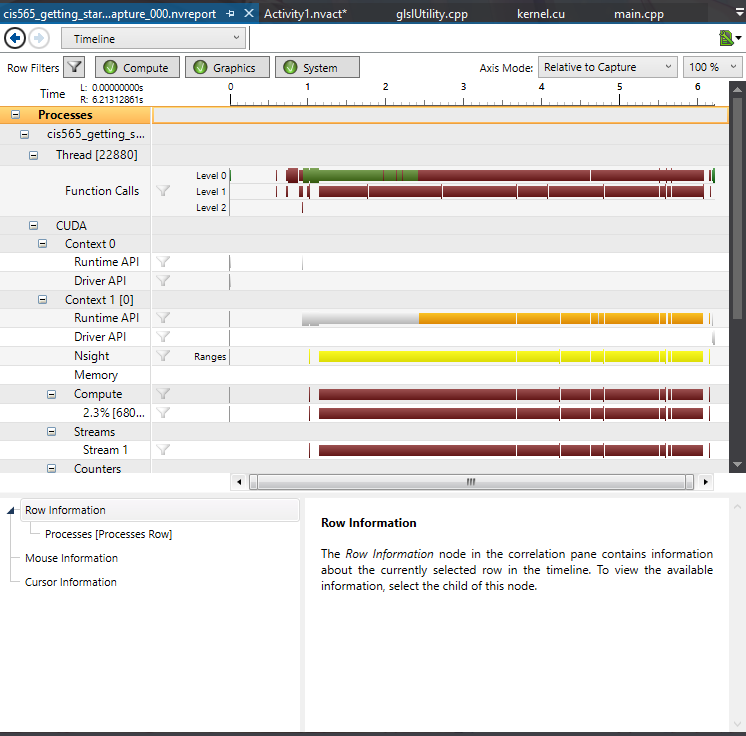 cis565_getting_star...apture_000.nvreport Activity1.nvact* glslUtility.cpp kernel.cu main.cpp
Timeline
Row Filters Compute Graphics System Axis Mode: Relative to Capture 100 %
Time L: 0.00000000s R: 6.21312861s 0 1 2 3 4 5 6
Processes
cis565_getting_s...
Thread [22880]
Level 0
Function Calls Level 1
Level 2
CUDA
Context 0
Runtime API
Driver API
Context 1 [0]
Runtime API
Driver API
Nsight Ranges
Memory
Compute
2.3% [680...
Streams
Stream 1
Counters
Row Information
Processes [Processes Row]
Mouse Information
Cursor Information
Row Information
The Row Information node in the correlation pane contains information
about the currently selected row in the timeline. To view the available
information, select the child of this node.